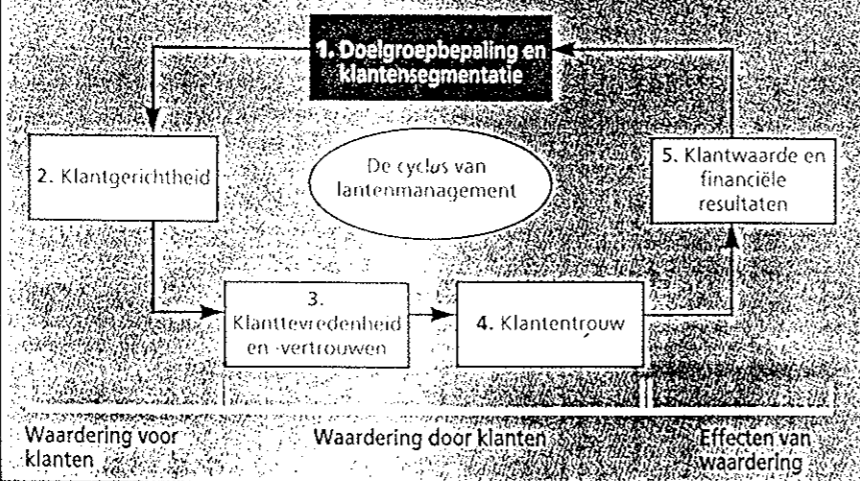 1. Doelgroepbepaling en
klantensegmentatie
2. Klantgerichtheid
De cyclus van
lantenmanagement
5. Klantwaarde en
financiële
resultaten
3.
Klanttevredenheid
en -vertrouwen
4. Klantentrouw
Waardering voor
klanten
Waardering door klanten
Effecten van
waardering